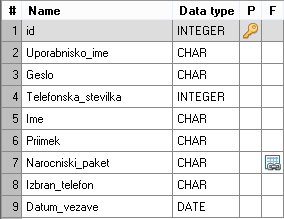 # Name Data type P F
1 id INTEGER
2 Uporabnisko_ime CHAR
3 Geslo CHAR
4 Telefonska_stevilka INTEGER
5 Ime CHAR
6 Priimek CHAR
7 Narocniski_paket CHAR
8 Izbran_telefon CHAR
9 Datum_vezave DATE